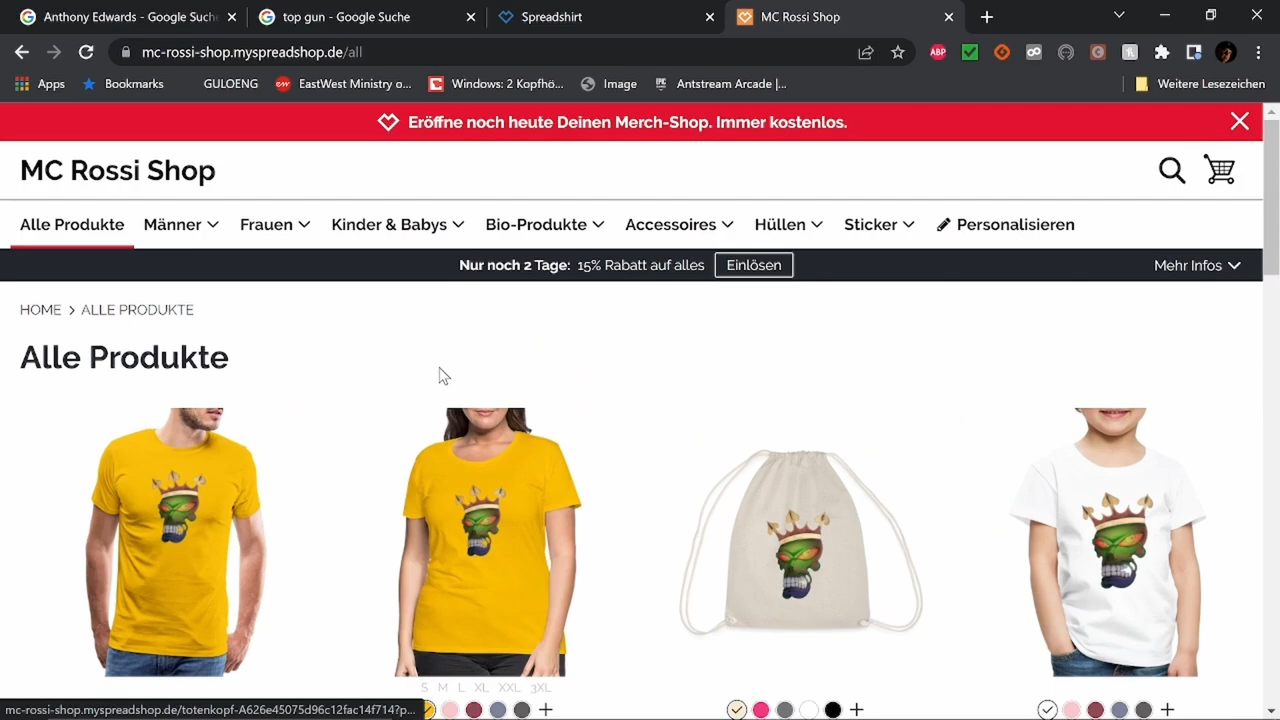 Anthony Edwards - Google Suche
top gun - Google Suche
Spreadshirt
MC Rossi Shop
mc-rossi-shop.myspreadshop.de/all
ABP
Apps
Bookmarks
GULOENG
EastWest Ministry o...
Windows: 2 Kopfhö...
Image
Antstream Arcade |...
Weitere Lesezeichen
Eröffne noch heute Deinen Merch-Shop. Immer kostenlos.
MC Rossi Shop
Alle Produkte
Männer
Frauen
Kinder & Babys
Bio-Produkte
Accessoires
Hüllen
Sticker
Personalisieren
Nur noch 2 Tage: 15% Rabatt auf alles
Einlösen
Mehr Infos
HOME > ALLE PRODUKTE
Alle Produkte
S M L XL XXL 3XL
mc-rossi-shop.myspreadshop.de/totenkopf-A626e45075d96c12fac14f714?p...